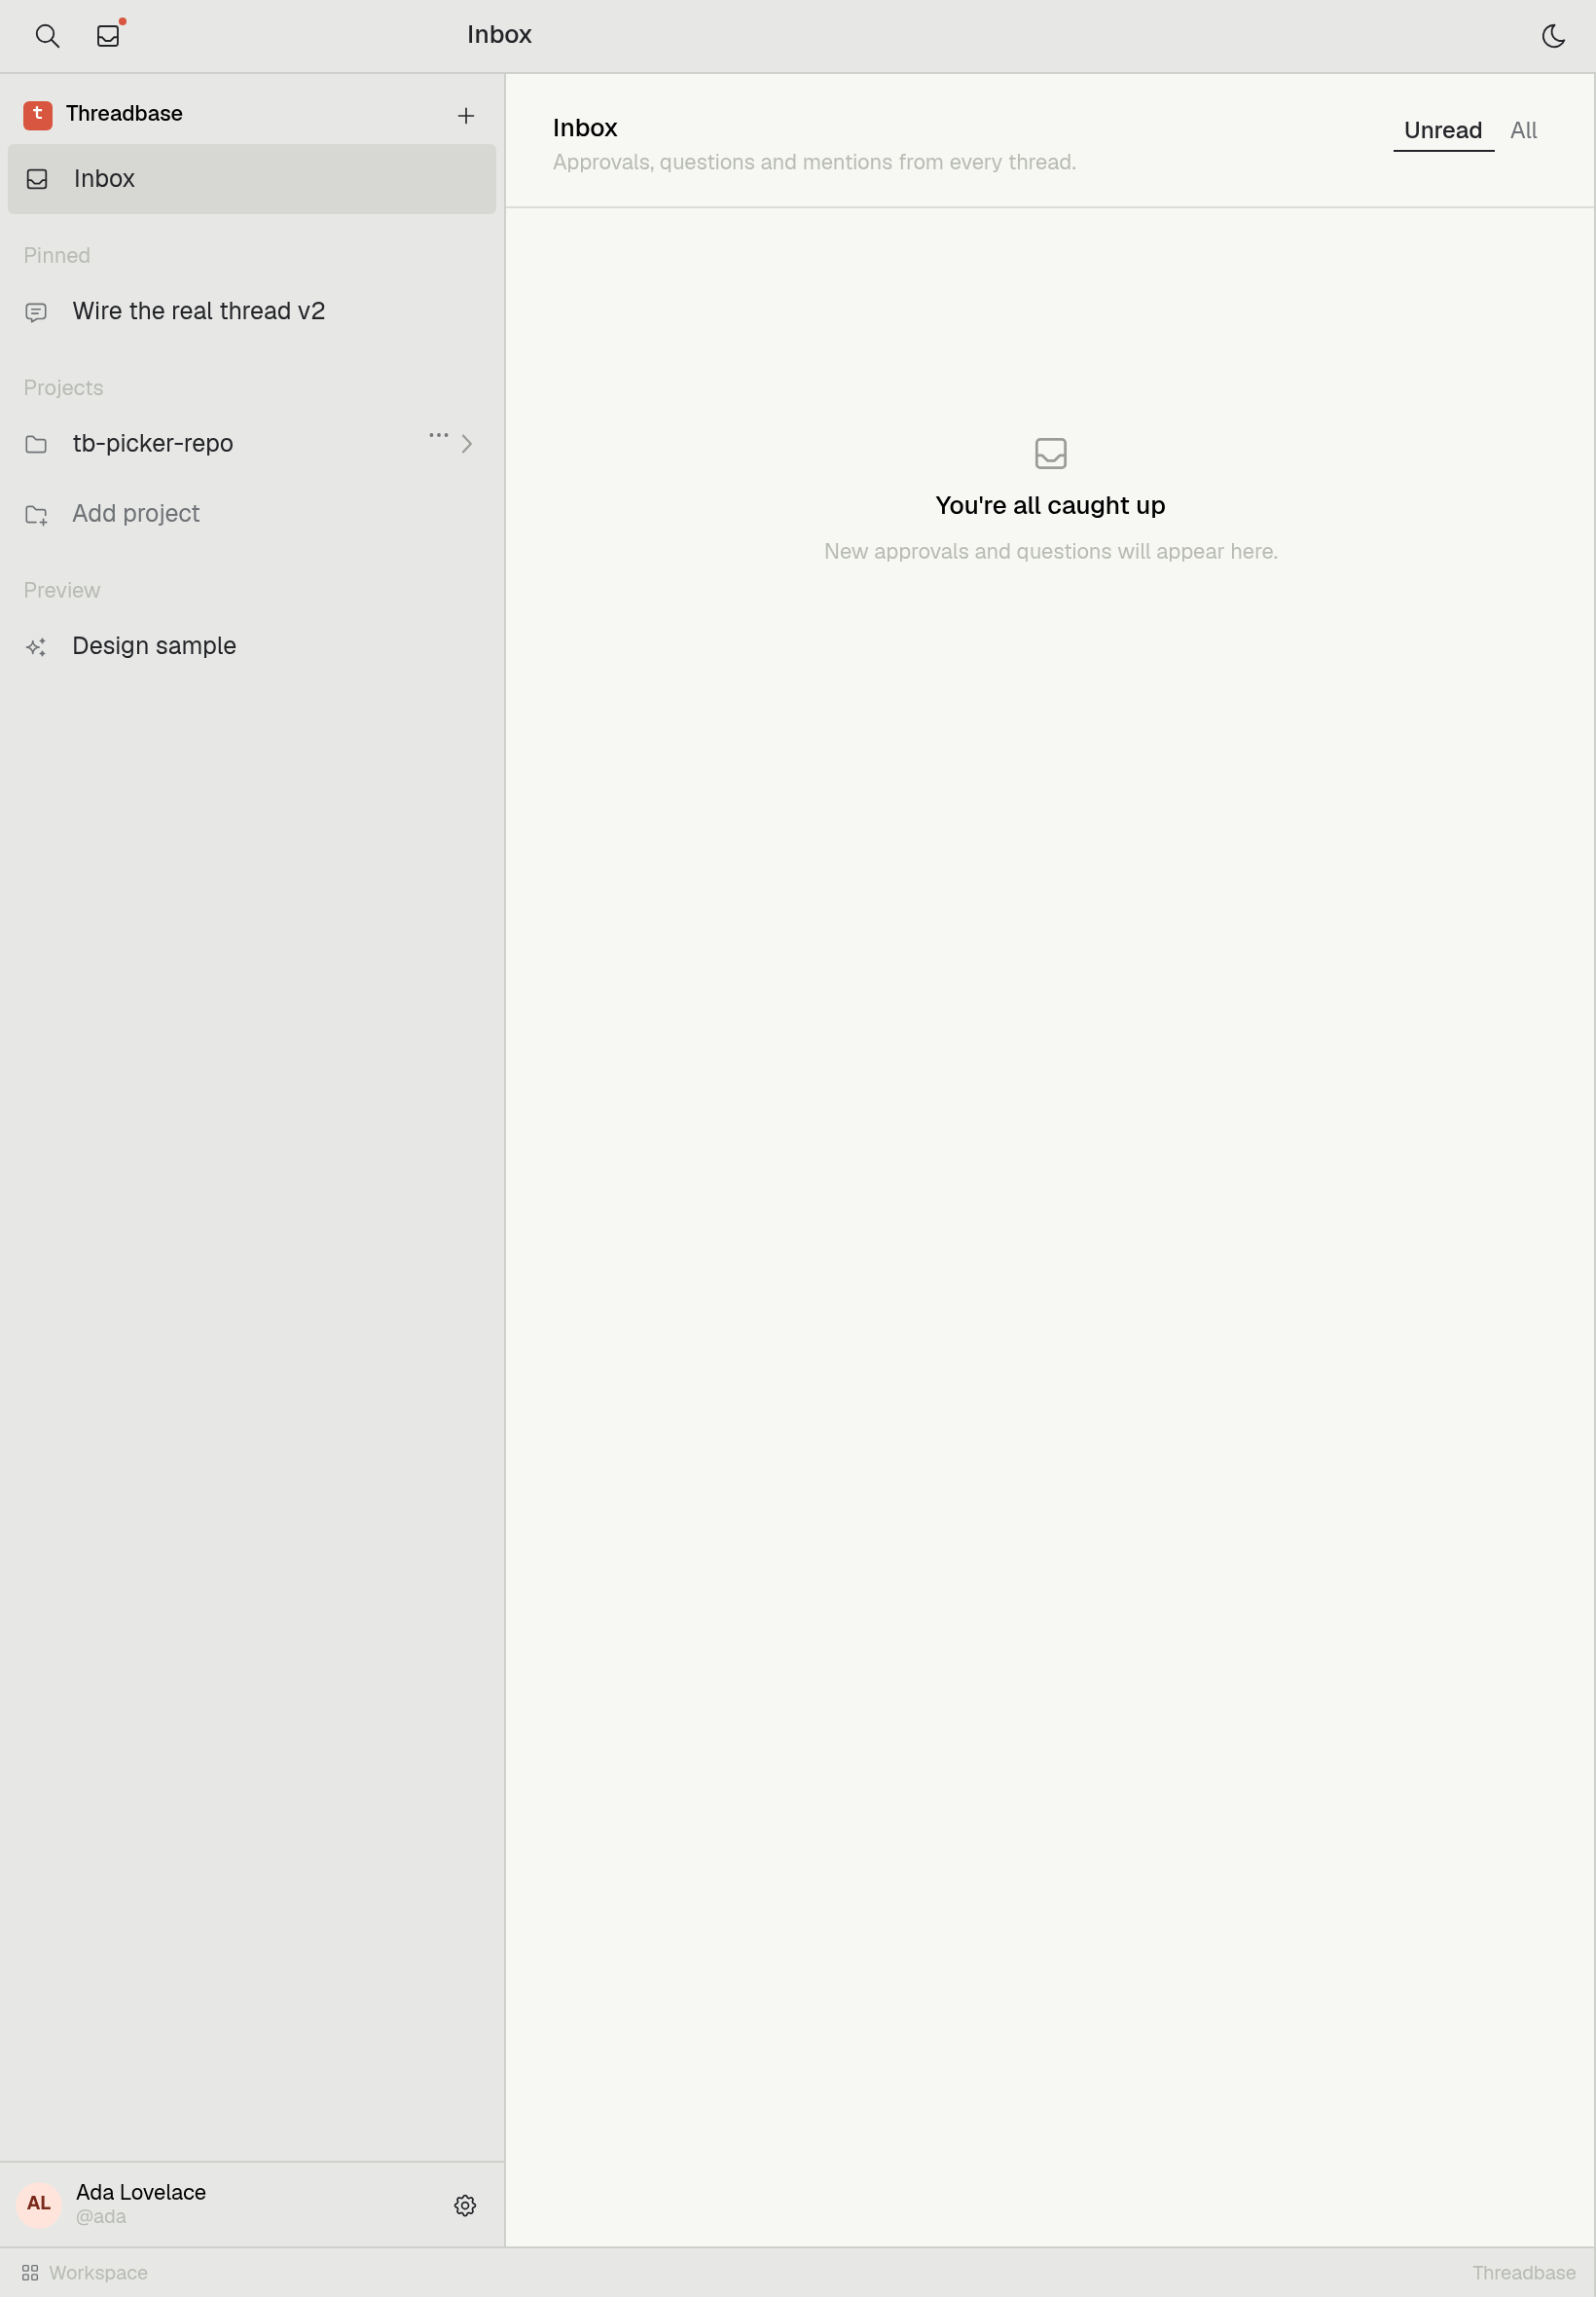 Inbox
t Threadbase
Inbox
Pinned
Wire the real thread v2
Projects
tb-picker-repo
Add project
Preview
Design sample
AL
Ada Lovelace
@ada
Inbox
Approvals, questions and mentions from every thread.
Unread All
You're all caught up
New approvals and questions will appear here.
Workspace
Threadbase